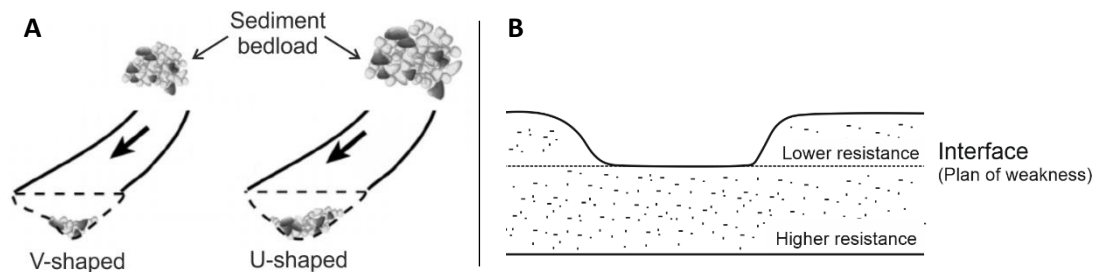 A
Sediment
bedload
V-shaped
U-shaped
B
Lower resistance
Interface
(Plan of weakness)
Higher resistance